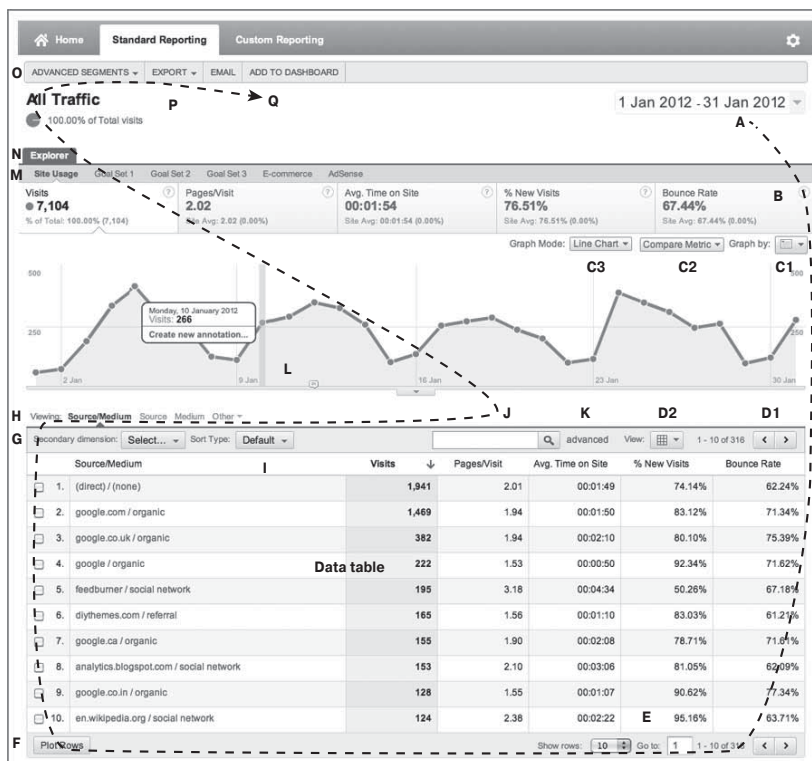 Home Standard Reporting Custom Reporting
O ADVANCED SEGMENTS EXPORT EMAIL ADD TO DASHBOARD
All Traffic P Q 1 Jan 2012 - 31 Jan 2012
100.00% of Total visits A
N Explorer
M Site Usage Goal Set 1 Goal Set 2 Goal Set 3 E-commerce AdSense
Visits ? Pages/Visit ? Avg. Time on Site ? % New Visits ? Bounce Rate ?
7,104 2.02 00:01:54 76.51% 67.44% B
% of Total: 100.00% (7,104) Site Avg: 2.02 (0.00%) Site Avg: 00:01:54 (0.00%) Site Avg: 76.51% (0.00%) Site Avg: 67.44% (0.00%)
Graph Mode: Line Chart Compare Metric Graph by:
C3 C2 C1
500 500
Monday, 10 January 2012
Visits: 266
Create new annotation...
250 250
L
2 Jan 9 Jan 16 Jan 23 Jan 30 Jan
H Viewing: Source/Medium Source Medium Other J K D2 D1
G Secondary dimension: Select... Sort Type: Default advanced View: 1 - 10 of 316
I
Source/Medium Visits Pages/Visit Avg. Time on Site % New Visits Bounce Rate
1. (direct) / (none) 1,941 2.01 00:01:49 74.14% 62.24%
2. google.com / organic 1,469 1.94 00:01:50 83.12% 71.34%
3. google.co.uk / organic 382 1.94 00:02:10 80.10% 75.39%
4. google / organic 222 1.53 00:00:50 92.34% 71.62%
Data table
5. feedburner / social network 195 3.18 00:04:34 50.26% 67.18%
6. diythemes.com / referral 165 1.56 00:01:10 83.03% 61.21%
7. google.ca / organic 155 1.90 00:02:08 78.71% 71.61%
8. analytics.blogspot.com / social network 153 2.10 00:03:06 81.05% 62.09%
9. google.co.in / organic 128 1.55 00:01:07 90.62% 77.34%
10. en.wikipedia.org / social network 124 2.38 00:02:22 E 95.16% 63.71%
F Plot Rows Show rows: 10 Go to: 1 1 - 10 of 316